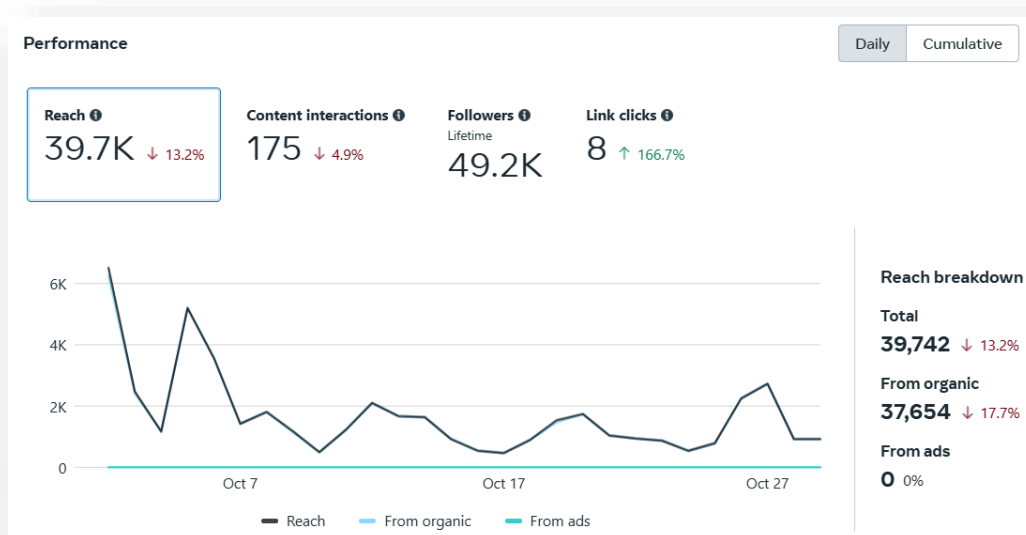 Performance
Daily Cumulative
Reach Content interactions Followers Link clicks
39.7K ↓ 13.2% 175 ↓ 4.9% Lifetime 8 ↑ 166.7%
49.2K
6K
4K
2K
0
Oct 7 Oct 17 Oct 27
Reach From organic From ads
Reach breakdown
Total
39,742 ↓ 13.2%
From organic
37,654 ↓ 17.7%
From ads
0 0%